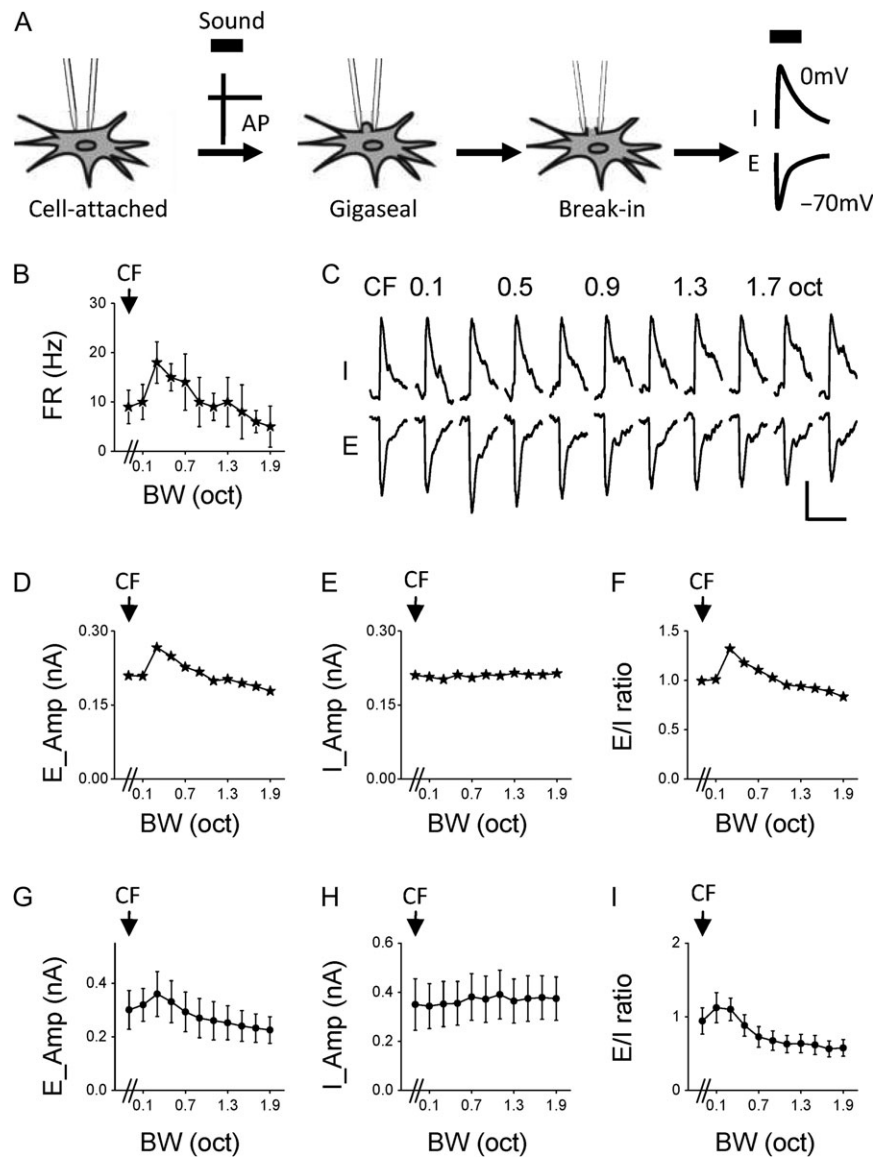 A
Sound
AP
Cell-attached
Gigaseal
Break-in
I
0mV
E
–70mV
B
CF
30
20
10
0
FR (Hz)
0.1 0.7 1.3 1.9
BW (oct)
C
CF 0.1 0.5 0.9 1.3 1.7 oct
I
E
D
CF
0.30
0.15
0.00
E_Amp (nA)
0.1 0.7 1.3 1.9
BW (oct)
E
CF
0.30
0.15
0.00
I_Amp (nA)
0.1 0.7 1.3 1.9
BW (oct)
F
CF
1.5
1.0
0.5
0.0
E/I ratio
0.1 0.7 1.3 1.9
BW (oct)
G
CF
0.4
0.2
0.0
E_Amp (nA)
0.1 0.7 1.3 1.9
BW (oct)
H
CF
0.6
0.4
0.2
0.0
I_Amp (nA)
0.1 0.7 1.3 1.9
BW (oct)
I
CF
2
1
0
E/I ratio
0.1 0.7 1.3 1.9
BW (oct)